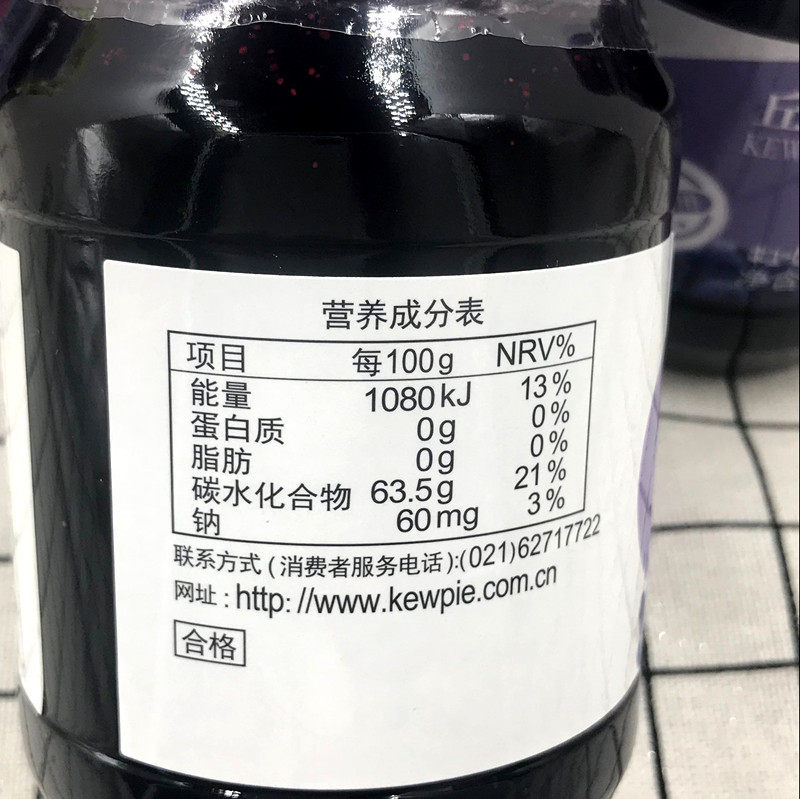 营养成分表
项目 每100g NRV%
能量 1080kJ 13%
蛋白质 0g 0%
脂肪 0g 0%
碳水化合物 63.5g 21%
钠 60mg 3%
联系方式(消费者服务电话):(021)62717722
网址:http://www.kewpie.com.cn
合格